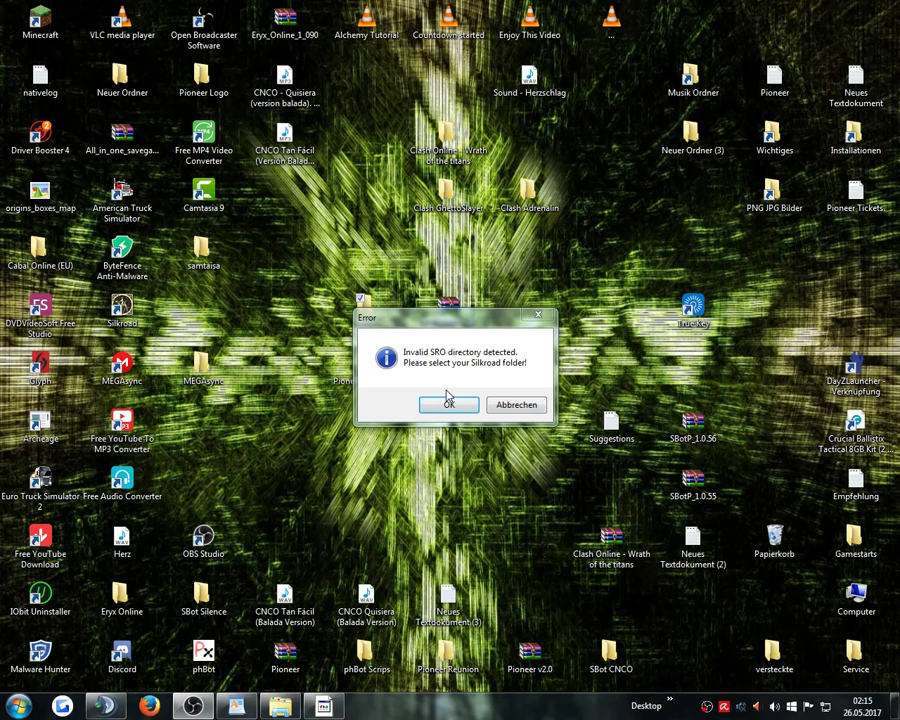 Minecraft
VLC media player
Open Broadcaster
Software
Eryx_Online_1_090
Alchemy Tutorial
Countdown started
Enjoy This Video
...
nativelog
Neuer Ordner
Pioneer Logo
CNCO - Quisiera
(version balada). ...
Sound - Herzschlag
Musik Ordner
Pioneer
Neues
Textdokument
Driver Booster 4
All_in_one_savega...
Free MP4 Video
Converter
CNCO Tan Fácil
(Version Balad...
Clash Online - Wrath
of the titans
Neuer Ordner (3)
Wichtiges
Installationen
origins_boxes_map
American Truck
Simulator
Camtasia 9
Clash GhettoSlayer
Clash Adrenalin
PNG JPG Bilder
Pioneer Tickets...
Cabal Online (EU)
ByteFence
Anti-Malware
samtaisa
DVDVideoSoft Free
Studio
Silkroad
True Key
Error
Invalid SRO directory detected.
Please select your Silkroad folder!
OK
Abbrechen
Glyph
MEGAsync
MEGAsync
DayZLauncher -
Verknüpfung
Archeage
Free YouTube To
MP3 Converter
Suggestions
SBotP_1.0.56
Crucial Ballistix
Tactical 8GB Kit (2 ...
Euro Truck Simulator
2
Free Audio Converter
SBotP_1.0.55
Empfehlung
Free YouTube
Download
Herz
OBS Studio
Clash Online - Wrath
of the titans
Neues
Textdokument (2)
Papierkorb
Gamestarts
IObit Uninstaller
Eryx Online
SBot Silence
CNCO Tan Fácil
(Balada Version)
CNCO Quisiera
(Balada Version)
Neues
Textdokument (3)
Computer
Malware Hunter
Discord
phBot
Pioneer
phBot Scrips
Pioneer Reunion
Pioneer v2.0
SBot CNCO
versteckte
Service
Desktop
02:15
26.05.2017